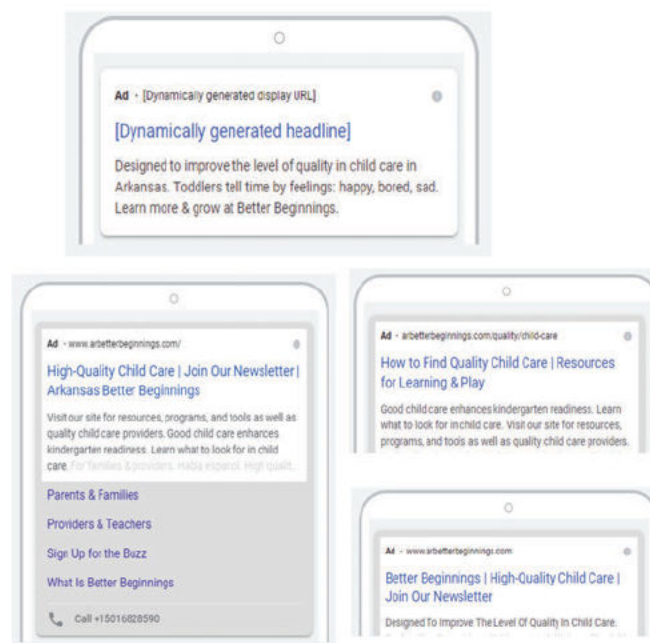 Ad · [Dynamically generated display URL]
[Dynamically generated headline]
Designed to improve the level of quality in child care in
Arkansas. Toddlers tell time by feelings: happy, bored, sad.
Learn more & grow at Better Beginnings.
Ad · www.arbetterbeginnings.com/
High-Quality Child Care | Join Our Newsletter |
Arkansas Better Beginnings
Visit our site for resources, programs, and tools as well as
quality child care providers. Good child care enhances
kindergarten readiness. Learn what to look for in child
care. For families & providers. Habla espanol. High qualit...
Parents & Families
Providers & Teachers
Sign Up for the Buzz
What Is Better Beginnings
Call +15016828590
Ad · arbetterbeginnings.com/quality/child-care
How to Find Quality Child Care | Resources
for Learning & Play
Good child care enhances kindergarten readiness. Learn
what to look for in child care. Visit our site for resources,
programs, and tools as well as quality child care providers.
Ad · www.arbetterbeginnings.com
Better Beginnings | High-Quality Child Care |
Join Our Newsletter
Designed To Improve The Level Of Quality In Child Care.